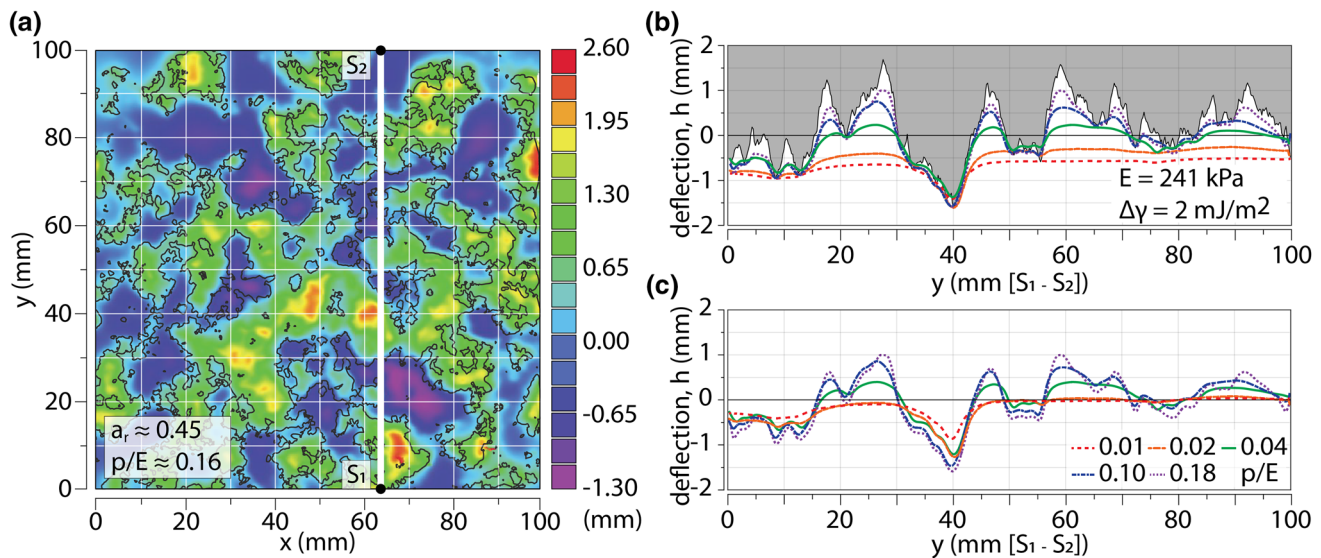 (a)
100
80
60
40
20
0
y (mm)
0 20 40 60 80 100
x (mm)
S2
S1
aᵣ ≈ 0.45
p/E ≈ 0.16
2.60
1.95
1.30
0.65
0.00
-0.65
-1.30
(mm)
(b)
deflection, h (mm)
2
1
0
-1
-2
E = 241 kPa
Δγ = 2 mJ/m2
0 20 40 60 80 100
y (mm [S1 - S2])
(c)
deflection, h (mm)
2
1
0
-1
-2
0.01 0.02 0.04
0.10 0.18 p/E
0 20 40 60 80 100
y (mm [S1 - S2])